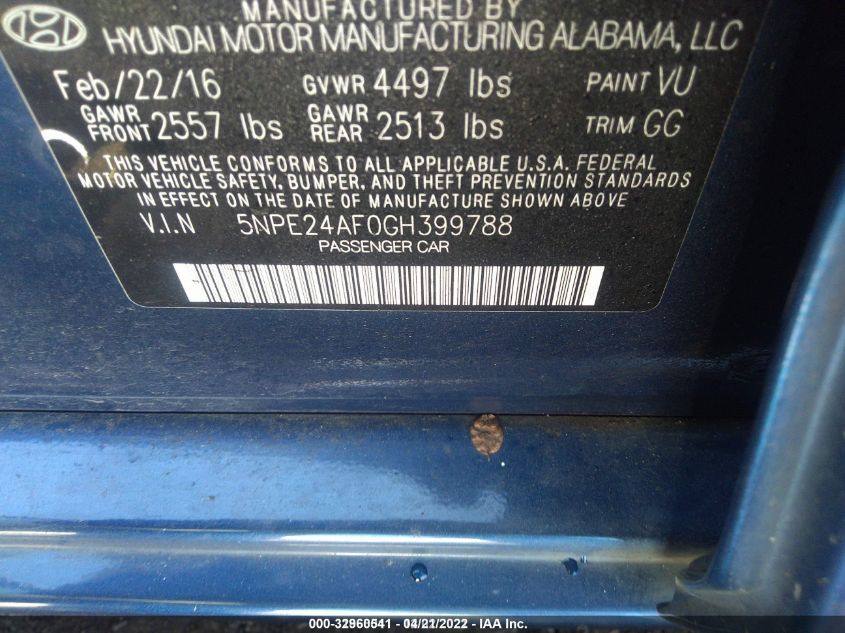 MANUFACTURED BY
HYUNDAI MOTOR MANUFACTURING ALABAMA, LLC
Feb/22/16 GVWR 4497 lbs PAINT VU
GAWR FRONT 2557 lbs GAWR REAR 2513 lbs TRIM GG
THIS VEHICLE CONFORMS TO ALL APPLICABLE U.S.A. FEDERAL
MOTOR VEHICLE SAFETY, BUMPER, AND THEFT PREVENTION STANDARDS
IN EFFECT ON THE DATE OF MANUFACTURE SHOWN ABOVE
V.I.N 5NPE24AF0GH399788
PASSENGER CAR
000-32960541 - 04/21/2022 - IAA Inc.